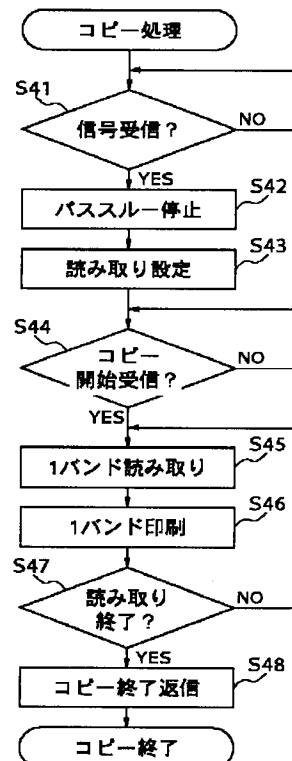 コピー処理
S41
信号受信？
NO
YES
S42
パススルー停止
S43
読み取り設定
S44
コピー
開始受信？
NO
YES
S45
1バンド読み取り
S46
1バンド印刷
S47
読み取り
終了？
NO
YES
S48
コピー終了返信
コピー終了